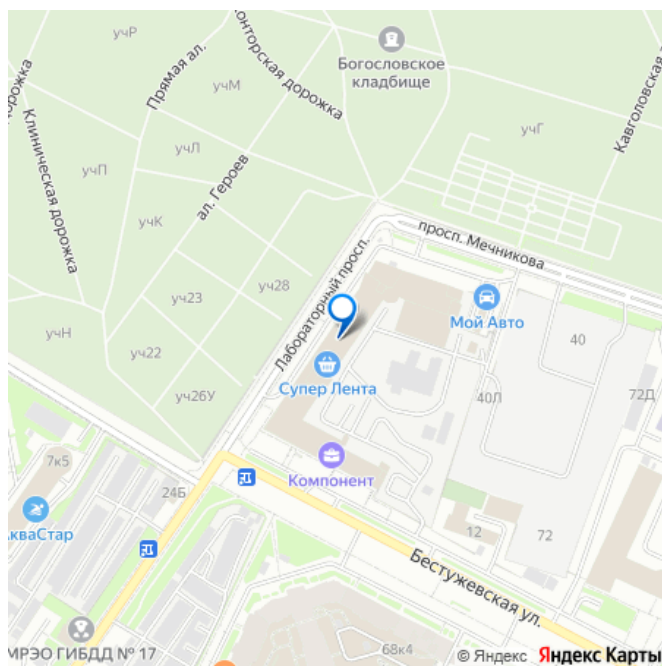 учР
Прямая ал.
Конторская дорожка
Богословское
кладбище
учМ
Кавголовская а
дорожка
Клиническая дорожка
учГ
учЛ
учП
ал. Героев
учК
просп. Мечникова
Лабораторный просп.
уч28
уч23
Мой Авто
учН
уч22
40
Супер Лента
уч26У
72Д
40Л
7к5
Компонент
24Б
АкваСтар
12
72
Бестужевская ул.
МРЭО ГИБДД № 17
68к4
© Яндекс Яндекс Карты